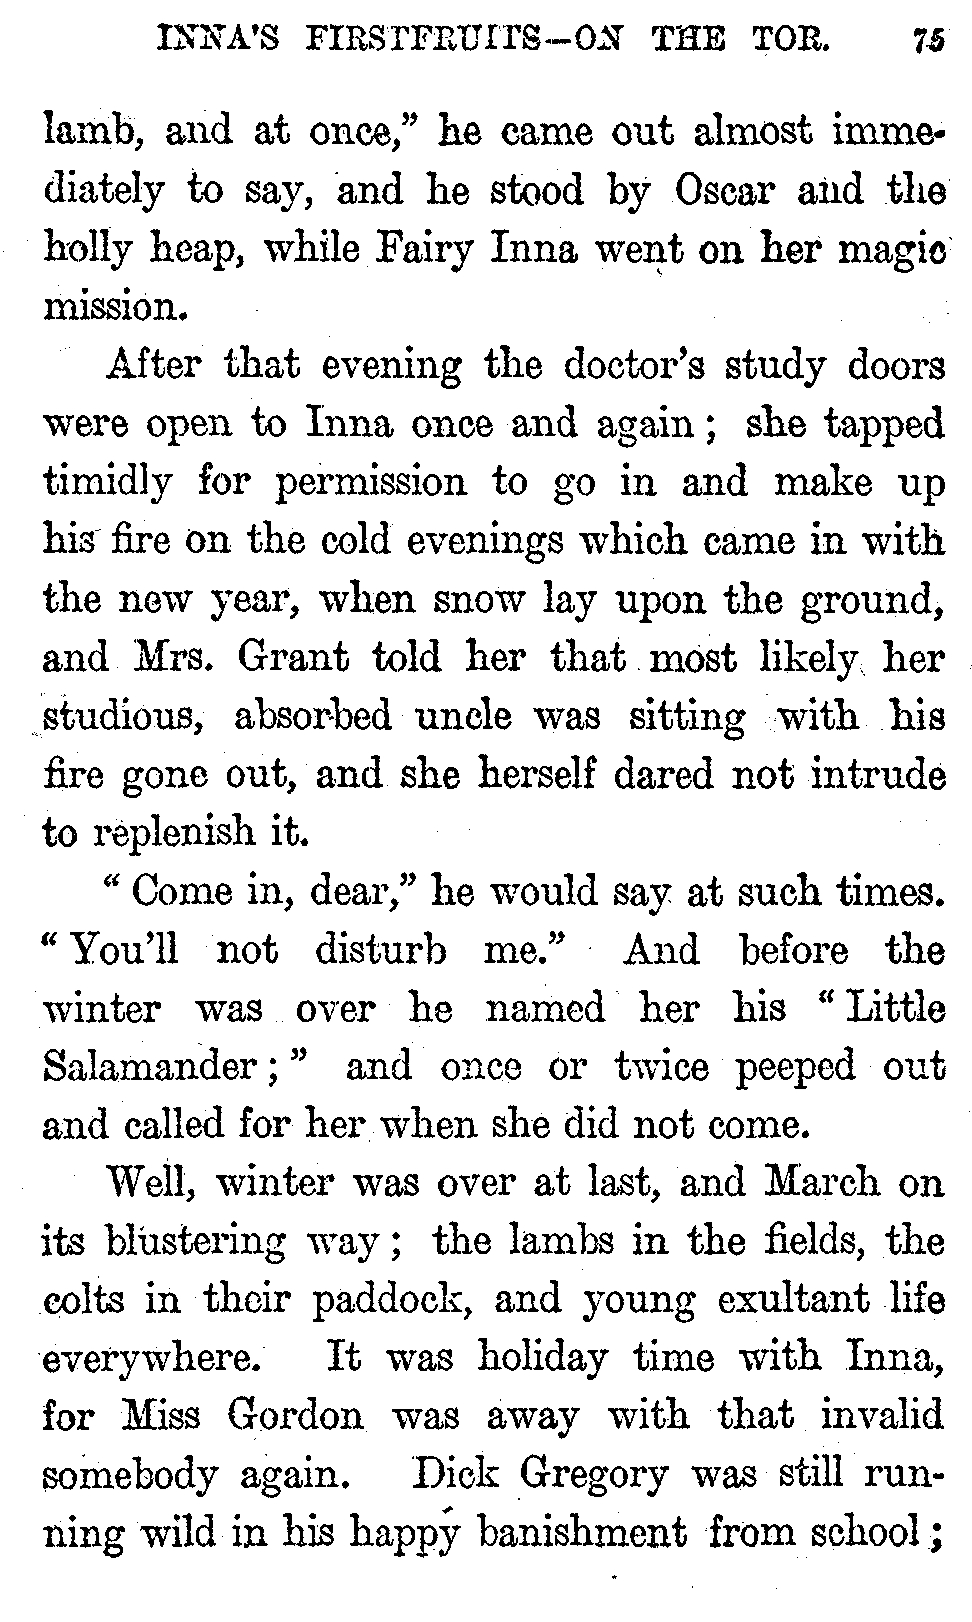 INNA'S FIRSTFRUITS—ON THE TOR. 75
lamb, and at once,” he came out almost imme-
diately to say, and he stood by Oscar and the
holly heap, while Fairy Inna went on her magic
mission.
After that evening the doctor’s study doors
were open to Inna once and again; she tapped
timidly for permission to go in and make up
his fire on the cold evenings which came in with
the new year, when snow lay upon the ground,
and Mrs. Grant told her that most likely her
studious, absorbed uncle was sitting with his
fire gone out, and she herself dared not intrude
to replenish it.
“Come in, dear,” he would say at such times.
“You’ll not disturb me.” And before the
winter was over he named her his “Little
Salamander;” and once or twice peeped out
and called for her when she did not come.
Well, winter was over at last, and March on
its blustering way; the lambs in the fields, the
colts in their paddock, and young exultant life
everywhere. It was holiday time with Inna,
for Miss Gordon was away with that invalid
somebody again. Dick Gregory was still run-
ning wild in his happy banishment from school;